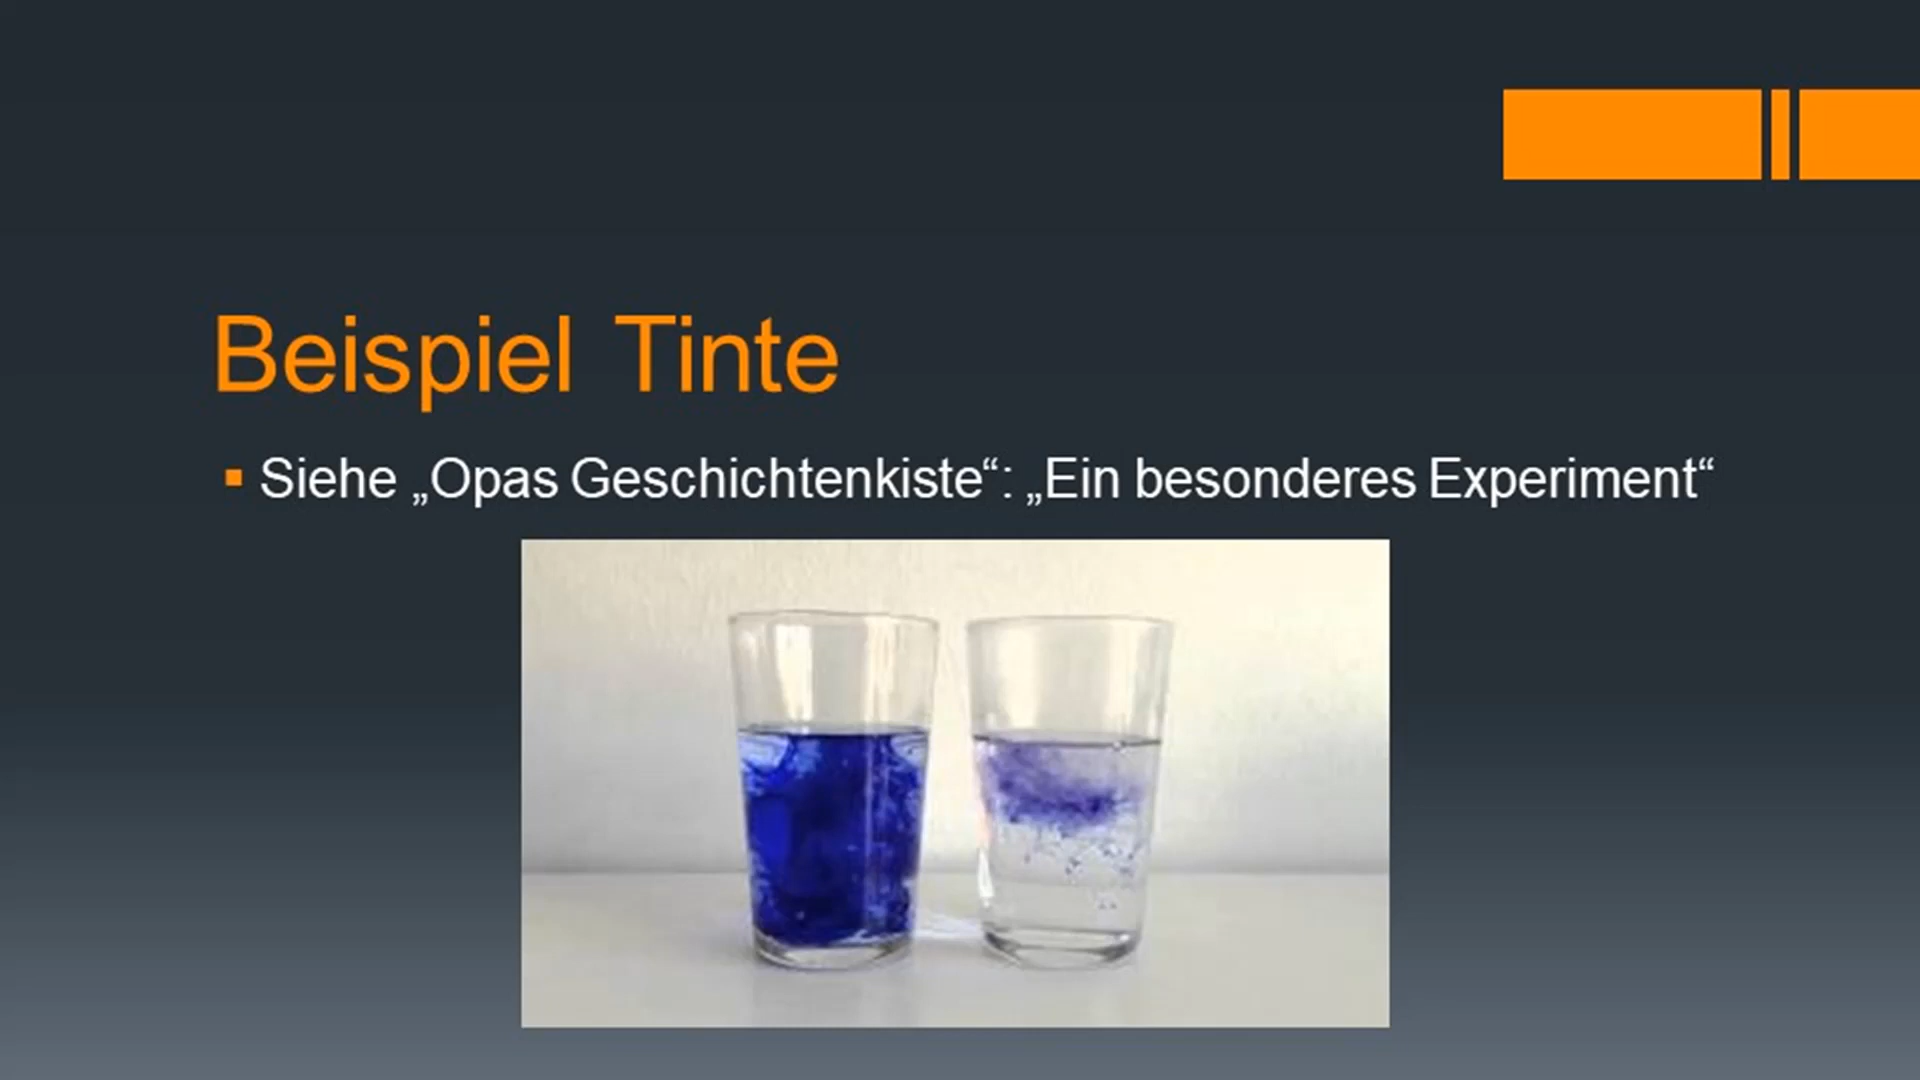 Beispiel Tinte
Siehe „Opas Geschichtenkiste“: „Ein besonderes Experiment“